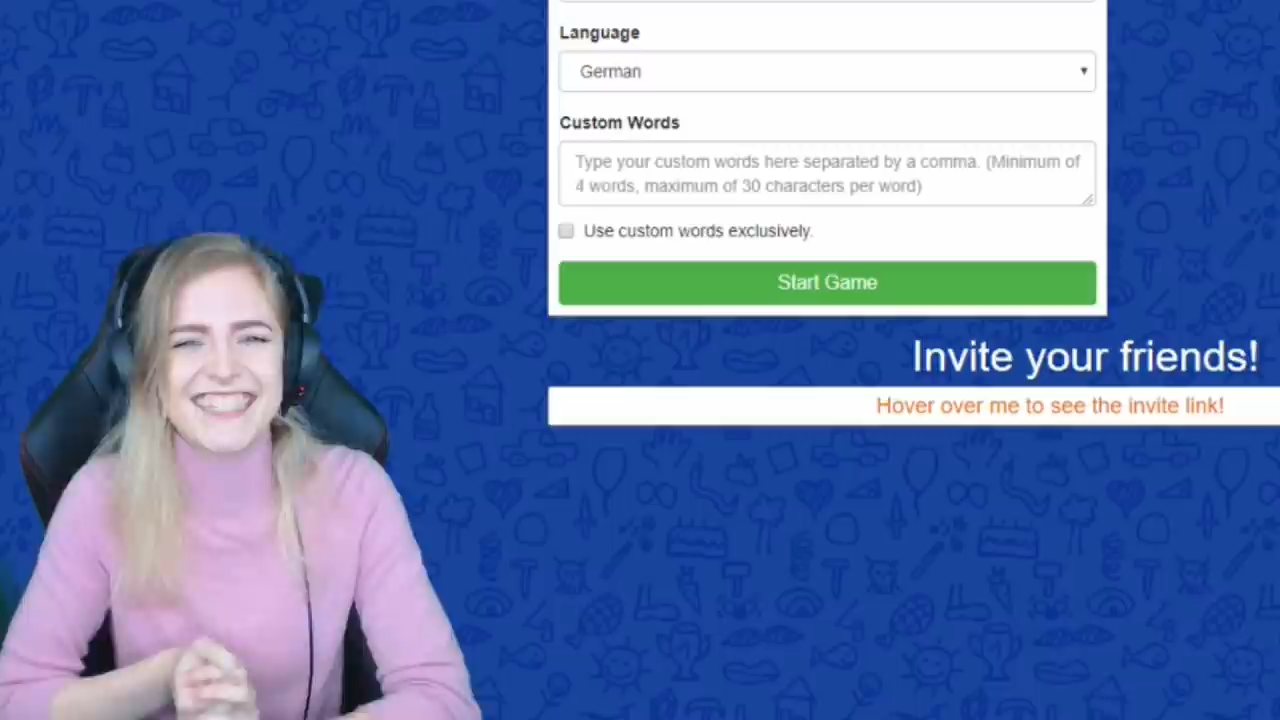 Language
German
Custom Words
Type your custom words here separated by a comma. (Minimum of
4 words, maximum of 30 characters per word)
Use custom words exclusively.
Start Game
Invite your friends!
Hover over me to see the invite link!